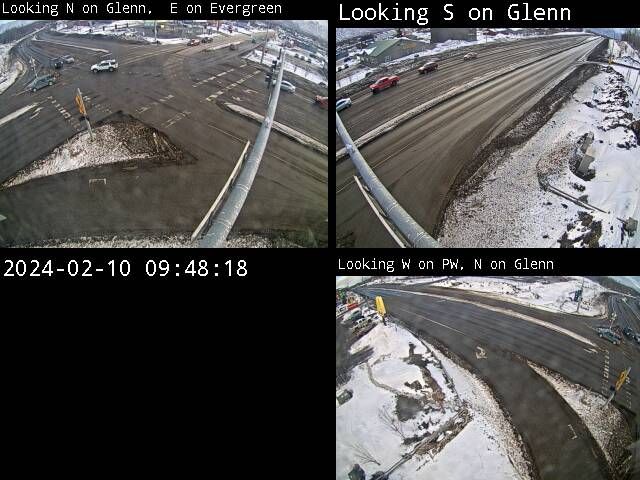 Looking N on Glenn,  E on Evergreen
Looking S on Glenn
2024-02-10 09:48:18
Looking W on PW, N on Glenn